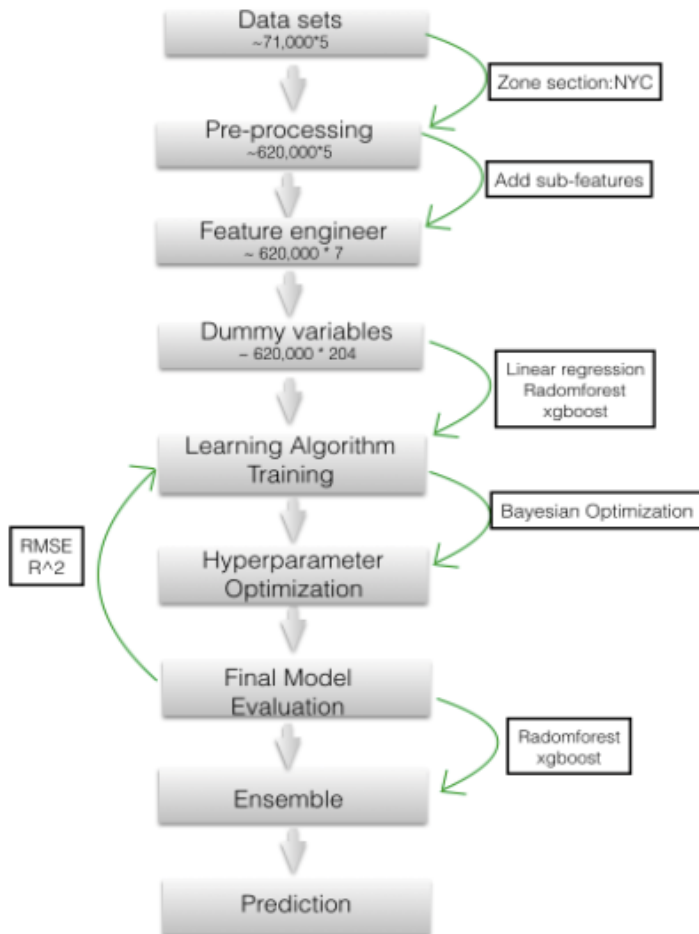 Data sets
~71,000*5
Zone section:NYC
Pre-processing
~620,000*5
Add sub-features
Feature engineer
~ 620,000 * 7
Dummy variables
~ 620,000 * 204
Linear regression
Radomforest
xgboost
Learning Algorithm
Training
Bayesian Optimization
RMSE
R^2
Hyperparameter
Optimization
Final Model
Evaluation
Radomforest
xgboost
Ensemble
Prediction